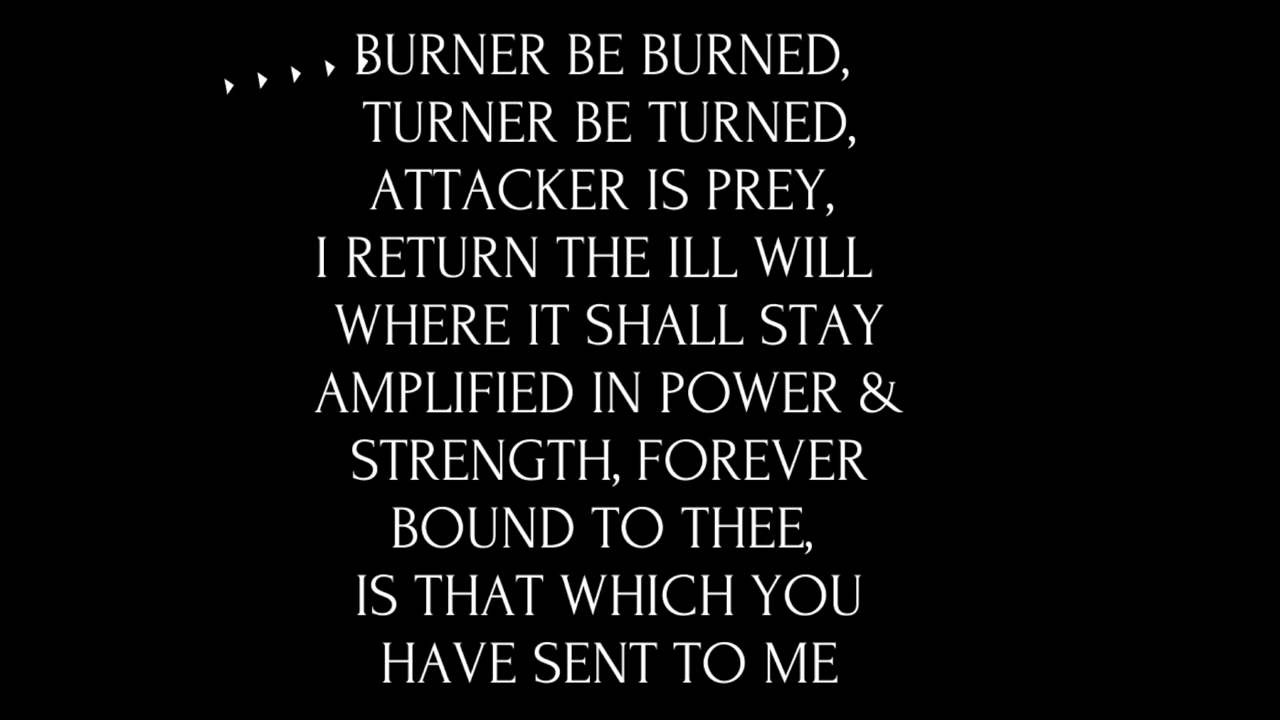 BURNER BE BURNED,
TURNER BE TURNED,
ATTACKER IS PREY,
I RETURN THE ILL WILL
WHERE IT SHALL STAY
AMPLIFIED IN POWER &
STRENGTH, FOREVER
BOUND TO THEE,
IS THAT WHICH YOU
HAVE SENT TO ME